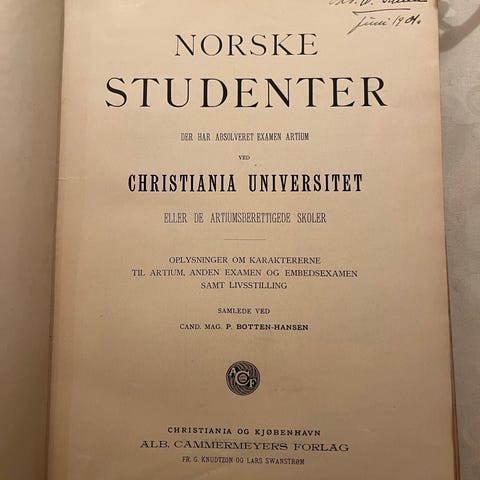 Juni 1901.
NORSKE
STUDENTER
DER HAR ABSOLVERET EXAMEN ARTIUM
VED
CHRISTIANIA UNIVERSITET
ELLER DE ARTIUMSBERETTIGEDE SKOLER
OPLYSNINGER OM KARAKTERERNE
TIL ARTIUM, ANDEN EXAMEN OG EMBEDSEXAMEN
SAMT LIVSSTILLING
SAMLEDE VED
CAND. MAG. P. BOTTEN-HANSEN
ACF
CHRISTIANIA OG KJØBENHAVN
ALB. CAMMERMEYERS FORLAG
FR. G. KNUDTZON OG LARS SWANSTRØM